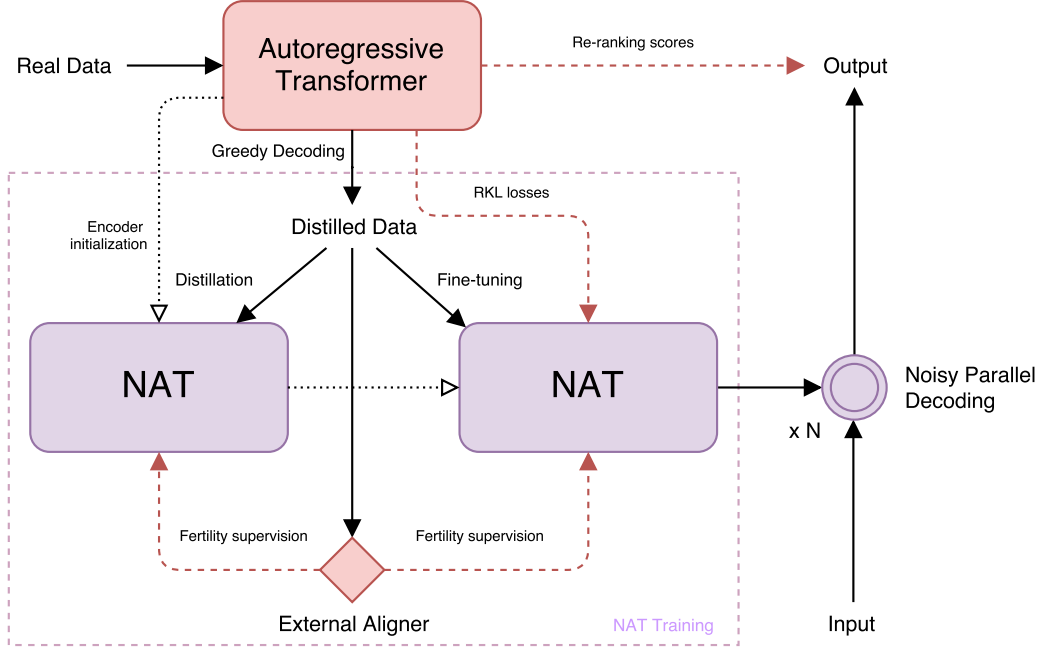 Real Data
Autoregressive
Transformer
Re-ranking scores
Output
Greedy Decoding
RKL losses
Encoder
initialization
Distilled Data
Distillation
Fine-tuning
NAT
NAT
Noisy Parallel
Decoding
x N
Fertility supervision
Fertility supervision
External Aligner
NAT Training
Input